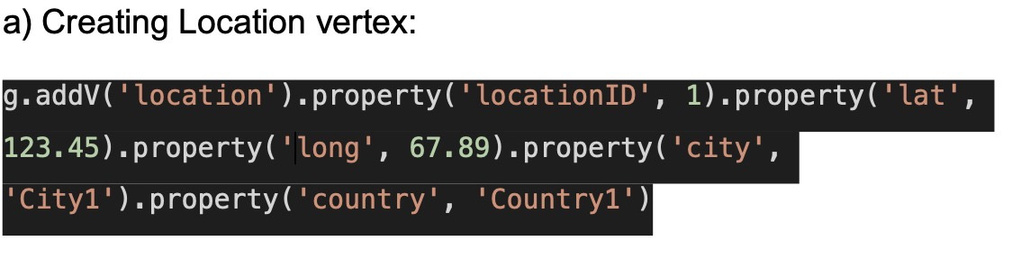 a) Creating Location vertex:
g.addV('location').property('locationID', 1).property('lat',
123.45).property('long', 67.89).property('city',
'City1').property('country', 'Country1')